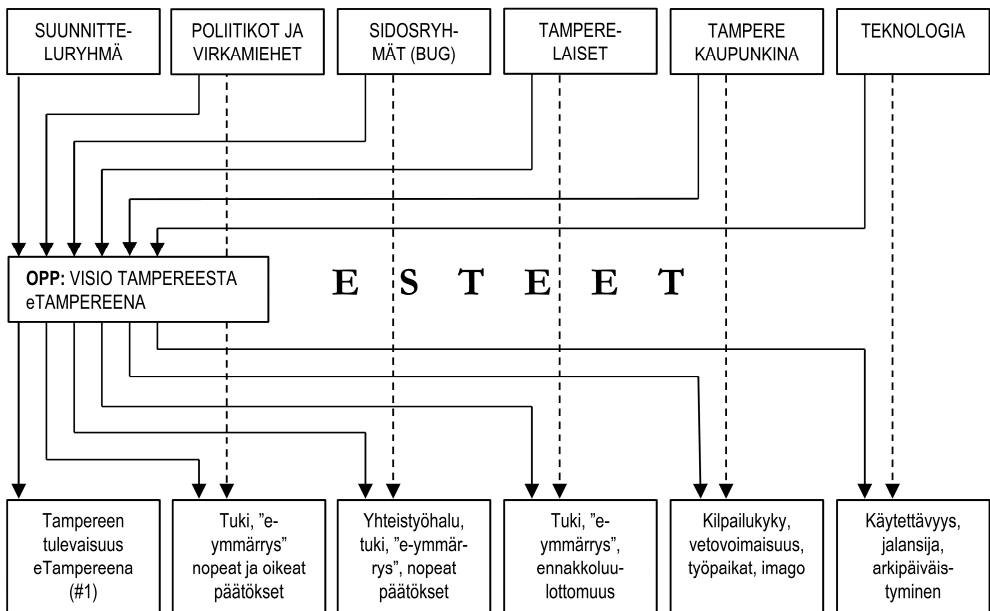 SUUNNITTE-
LURYHMÄ
POLIITIKOT JA
VIRKAMIEHET
SIDOSRYH-
MÄT (BUG)
TAMPERE-
LAISET
TAMPERE
KAUPUNKINA
TEKNOLOGIA
OPP: VISIO TAMPEREESTA
eTAMPEREENA
E S T E E T
Tampereen
tulevaisuus
eTampereena
(#1)
Tuki, ”e-
ymmärrys”
nopeat ja oikeat
päätökset
Yhteistyöhalu,
tuki, ”e-ymmär-
rys”, nopeat
päätökset
Tuki, ”e-
ymmärrys”,
ennakkoluu-
lottomuus
Kilpailukyky,
vetovoimaisuus,
työpaikat, imago
Käytettävyys,
jalansija,
arkipäiväis-
tyminen